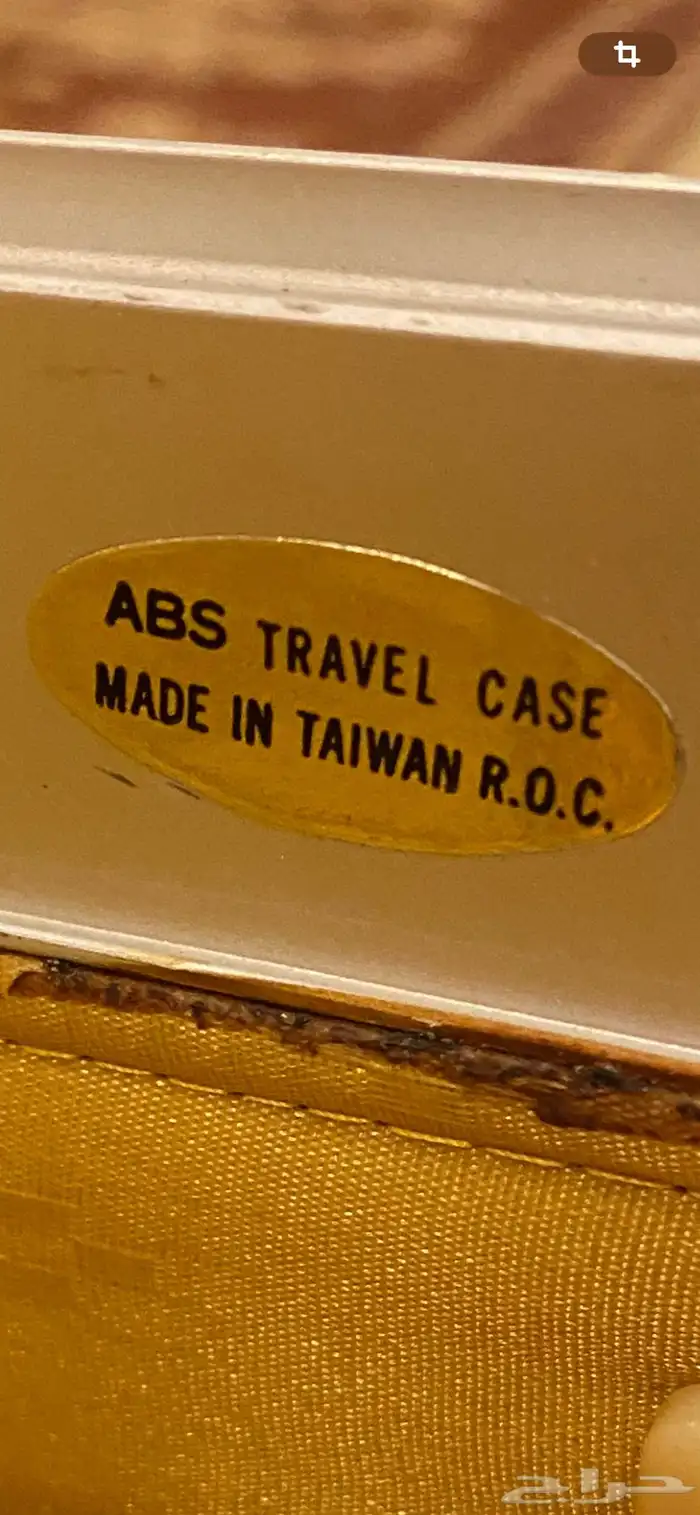 ABS TRAVEL CASE
MADE IN TAIWAN R.O.C.
حراج